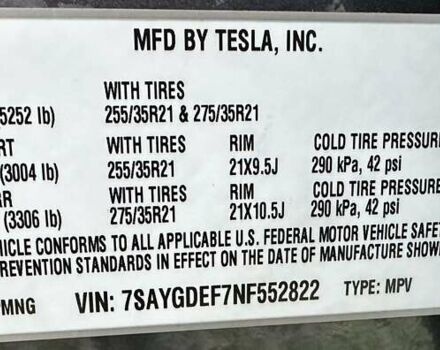 MFD BY TESLA, INC.
WITH TIRES
(5252 lb) 255/35R21 & 275/35R21
RT WITH TIRES RIM COLD TIRE PRESSURE
(3004 lb) 255/35R21 21X9.5J 290 kPa, 42 psi
RR WITH TIRES RIM COLD TIRE PRESSURE
(3306 lb) 275/35R21 21X10.5J 290 kPa, 42 psi
HICLE CONFORMS TO ALL APPLICABLE U.S. FEDERAL MOTOR VEHICLE SAFET
REVENTION STANDARDS IN EFFECT ON THE DATE OF MANUFACTURE SHOW
PMNG VIN: 7SAYGDEF7NF552822 TYPE: MPV